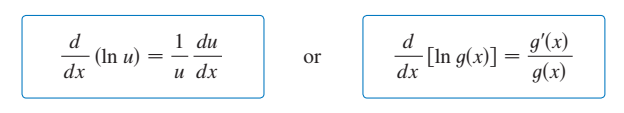 d/dx (ln u) = 1/u du/dx or d/dx [ln g(x)] = g′(x)/g(x)